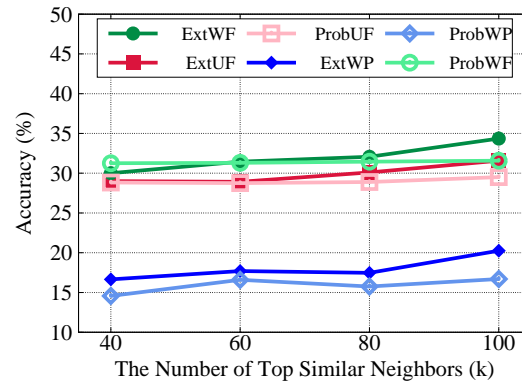 50
ExtWF ProbUF ProbWP
ExtUF ExtWP ProbWF
45
40
35
30
25
20
15
10
Accuracy (%)
40 60 80 100
The Number of Top Similar Neighbors (k)